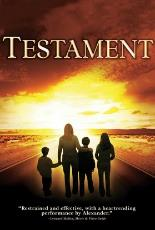 TESTAMENT
"Restrained and effective, with a heartrending
performance by Alexander."